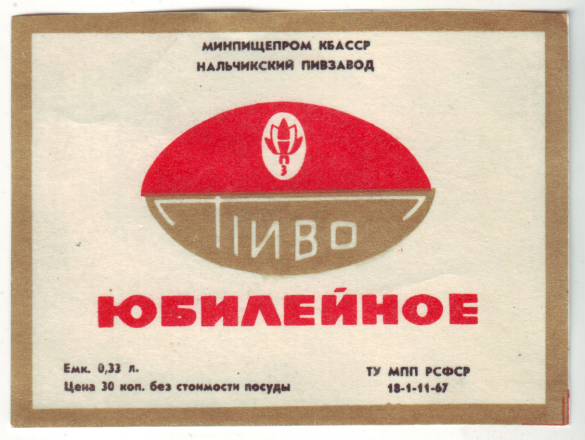 МИНПИЩЕПРОМ КБАССР
НАЛЬЧИКСКИЙ ПИВЗАВОД
ПЗ
ПИВО
ЮБИЛЕЙНОЕ
Емк. 0,33 л.
Цена 30 коп. без стоимости посуды
ТУ МПП РСФСР
18-1-11-67